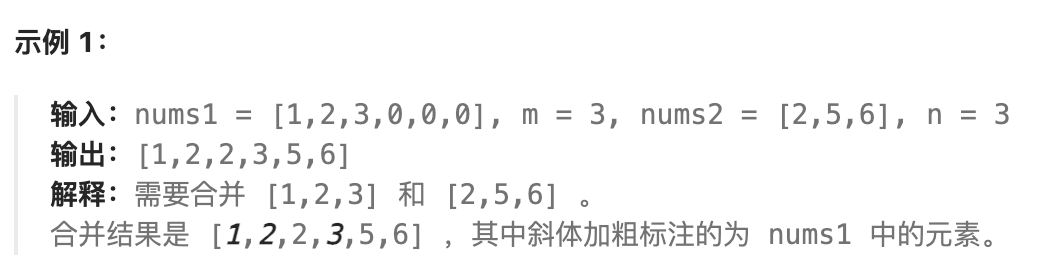 示例 1：
输入：nums1 = [1,2,3,0,0,0], m = 3, nums2 = [2,5,6], n = 3
输出：[1,2,2,3,5,6]
解释：需要合并 [1,2,3] 和 [2,5,6] 。
合并结果是 [1,2,2,3,5,6] ，其中斜体加粗标注的为 nums1 中的元素。